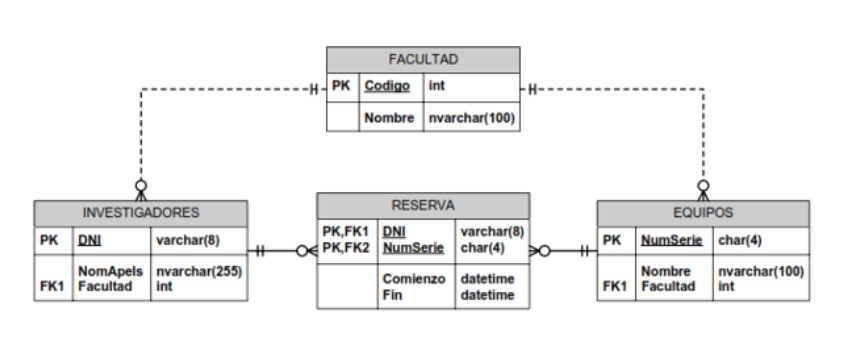 FACULTAD
PK Codigo int
Nombre nvarchar(100)
INVESTIGADORES
PK DNI varchar(8)
NomApels nvarchar(255)
FK1 Facultad int
RESERVA
PK,FK1 DNI varchar(8)
PK,FK2 NumSerie char(4)
Comienzo datetime
Fin datetime
EQUIPOS
PK NumSerie char(4)
Nombre nvarchar(100)
FK1 Facultad int